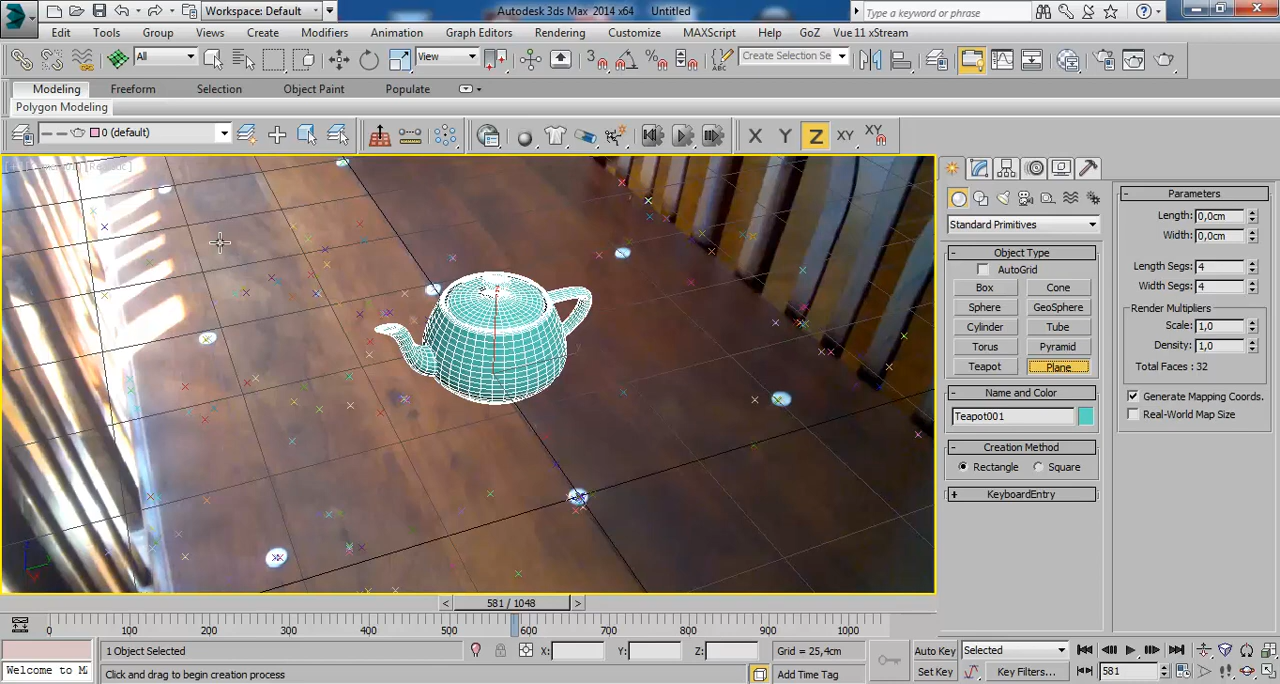 Workspace: Default
Autodesk 3ds Max 2014 x64 Untitled
Type a keyword or phrase
Edit Tools Group Views Create Modifiers Animation Graph Editors Rendering Customize MAXScript Help GoZ Vue 11 xStream
All View Create Selection Se
Modeling Freeform Selection Object Paint Populate
Polygon Modeling
0 (default) X Y Z XY XY
Standard Primitives
- Object Type
AutoGrid
Box Cone
Sphere GeoSphere
Cylinder Tube
Torus Pyramid
Teapot Plane
- Name and Color
Teapot001
- Creation Method
Rectangle Square
+ KeyboardEntry
- Parameters
Length: 0,0cm
Width: 0,0cm
Length Segs: 4
Width Segs: 4
Render Multipliers
Scale: 1,0
Density: 1,0
Total Faces : 32
Generate Mapping Coords.
Real-World Map Size
< 581 / 1048 >
0 100 200 300 400 500 600 700 800 900 1000
1 Object Selected X: Y: Z: Grid = 25,4cm Auto Key Selected
Welcome to M Click and drag to begin creation process Add Time Tag Set Key Key Filters... 581